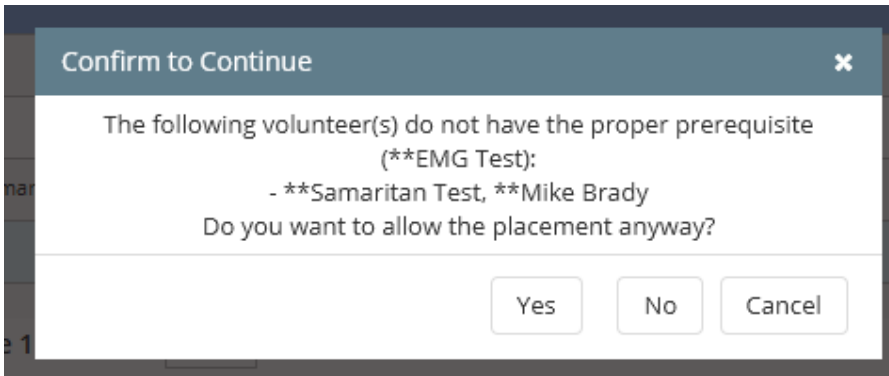 Confirm to Continue
The following volunteer(s) do not have the proper prerequisite
(**EMG Test):
- **Samaritan Test, **Mike Brady
Do you want to allow the placement anyway?
Yes No Cancel
1